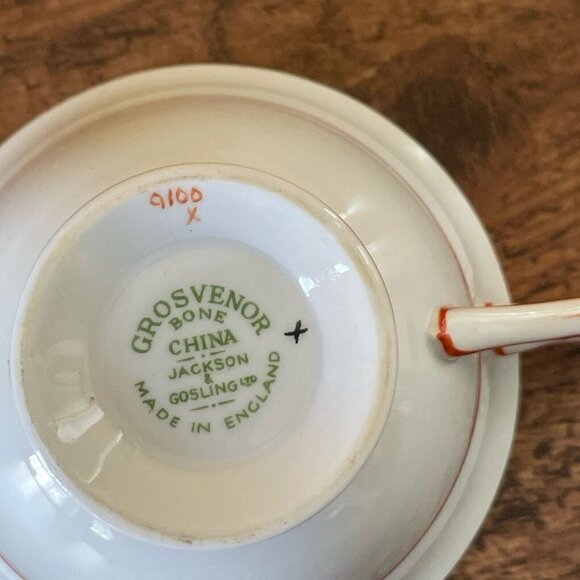 9100
X
GROSVENOR
BONE
CHINA
JACKSON
&
GOSLING LTD
MADE IN ENGLAND
X